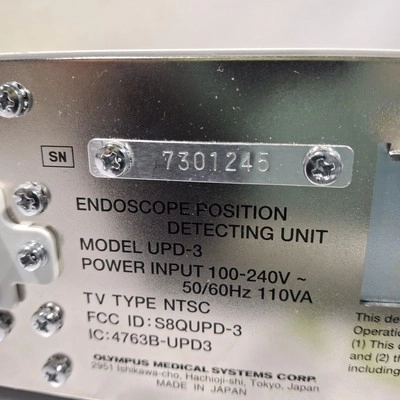 SN
7301245
ENDOSCOPE POSITION
DETECTING UNIT
MODEL UPD-3
POWER INPUT 100-240V ~
50/60Hz 110VA
TV TYPE NTSC
FCC ID: S8QUPD-3
IC:4763B-UPD3
OLYMPUS MEDICAL SYSTEMS CORP.
2951 Ishikawa-cho, Hachioji-shi, Tokyo, Japan
MADE IN JAPAN
This de
Operatio
(1) This d
and (2) th
including